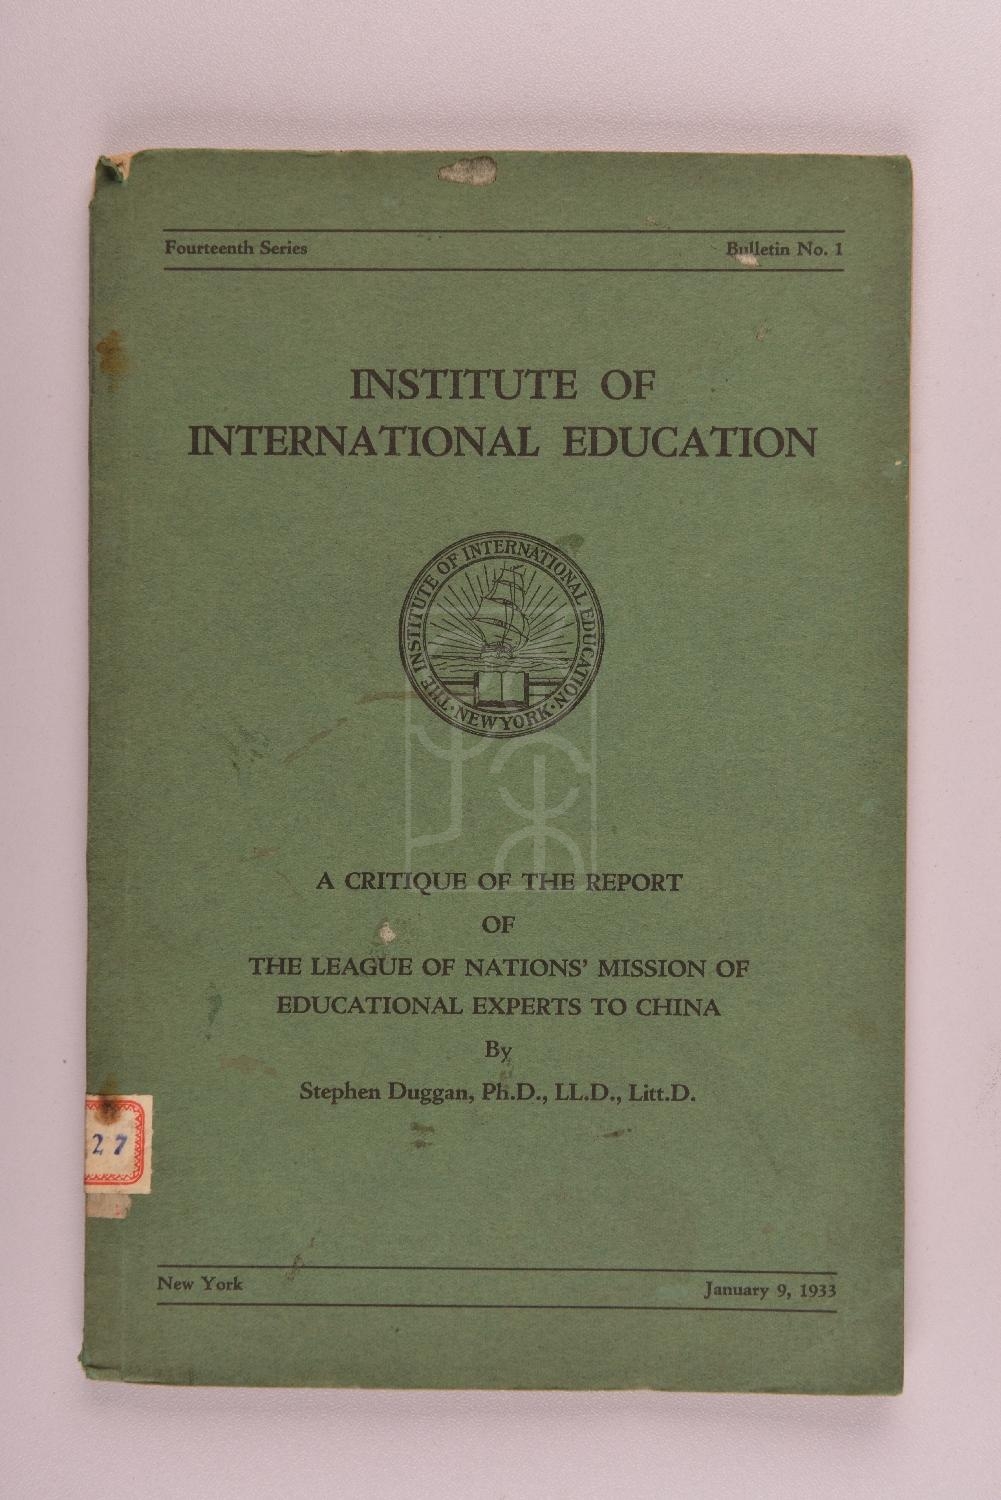 Fourteenth Series
Bulletin No. 1
INSTITUTE OF
INTERNATIONAL EDUCATION
THE INSTITUTE OF INTERNATIONAL EDUCATION
· NEW YORK ·
A CRITIQUE OF THE REPORT
OF
THE LEAGUE OF NATIONS' MISSION OF
EDUCATIONAL EXPERTS TO CHINA
By
Stephen Duggan, Ph.D., LL.D., Litt.D.
27
New York
January 9, 1933